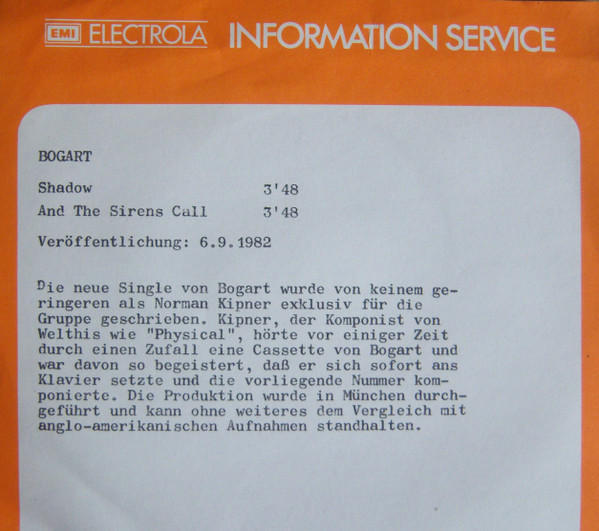 EMI ELECTROLA INFORMATION SERVICE
BOGART
Shadow 3'48
And The Sirens Call 3'48
Veröffentlichung: 6.9.1982
Die neue Single von Bogart wurde von keinem ge-
ringeren als Norman Kipner exklusiv für die
Gruppe geschrieben. Kipner, der Komponist von
Welthis wie "Physical", hörte vor einiger Zeit
durch einen Zufall eine Cassette von Bogart und
war davon so begeistert, daß er sich sofort ans
Klavier setzte und die vorliegende Nummer kom-
ponierte. Die Produktion wurde in München durch-
geführt und kann ohne weiteres dem Vergleich mit
anglo-amerikanischen Aufnahmen standhalten.